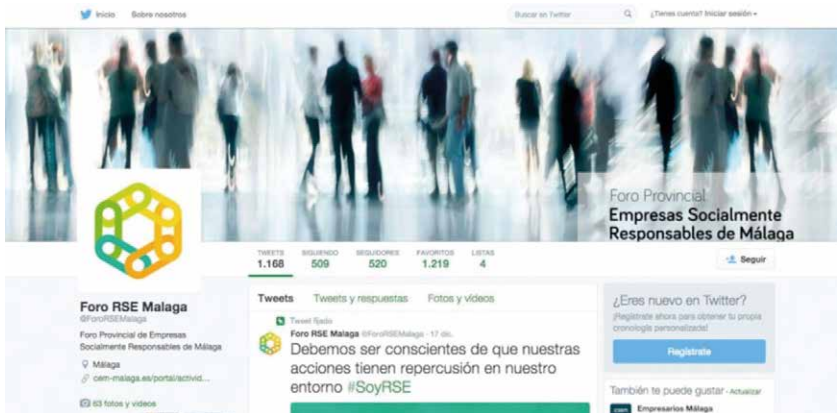 Inicio Sobre nosotros
Buscar en Twitter
¿Tienes cuenta? Iniciar sesión
Foro Provincial
Empresas Socialmente
Responsables de Málaga
TWEETS SIGUIENDO SEGUIDORES FAVORITOS LISTAS
1.168 509 520 1.219 4
Seguir
Foro RSE Malaga
@ForoRSEMalaga
Foro Provincial de Empresas
Socialmente Responsables de Málaga
Málaga
cem-malaga.es/portal/activid...
63 fotos y vídeos
Tweets Tweets y respuestas Fotos y vídeos
Tweet fijado
Foro RSE Malaga @ForoRSEMalaga · 17 dic.
Debemos ser conscientes de que nuestras
acciones tienen repercusión en nuestro
entorno #SoyRSE
¿Eres nuevo en Twitter?
¡Regístrate ahora para obtener tu propia
cronología personalizada!
Regístrate
También te puede gustar · Actualizar
cem
Empresarios Málaga